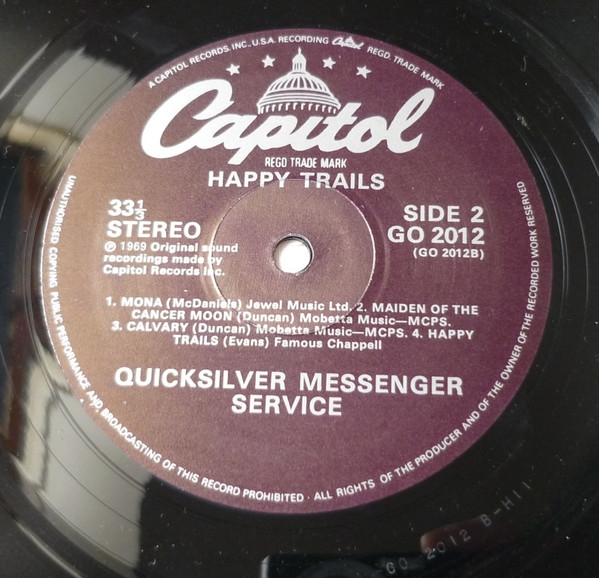 A CAPITOL RECORDS, INC., U.S.A. RECORDING Capitol REGD. TRADE MARK
Capitol
REGD TRADE MARK
HAPPY TRAILS
33⅓
STEREO
℗ 1969 Original sound
recordings made by
Capitol Records Inc.
SIDE 2
GO 2012
(GO 2012B)
1. MONA (McDaniels) Jewel Music Ltd. 2. MAIDEN OF THE
CANCER MOON (Duncan) Mobetta Music—MCPS.
3. CALVARY (Duncan) Mobetta Music—MCPS. 4. HAPPY
TRAILS (Evans) Famous Chappell
QUICKSILVER MESSENGER
SERVICE
UNAUTHORISED COPYING PUBLIC PERFORMANCE AND BROADCASTING OF THIS RECORD PROHIBITED · ALL RIGHTS OF THE PRODUCER AND OF THE OWNER OF THE RECORDED WORK RESERVED
GO 2012 B-H11